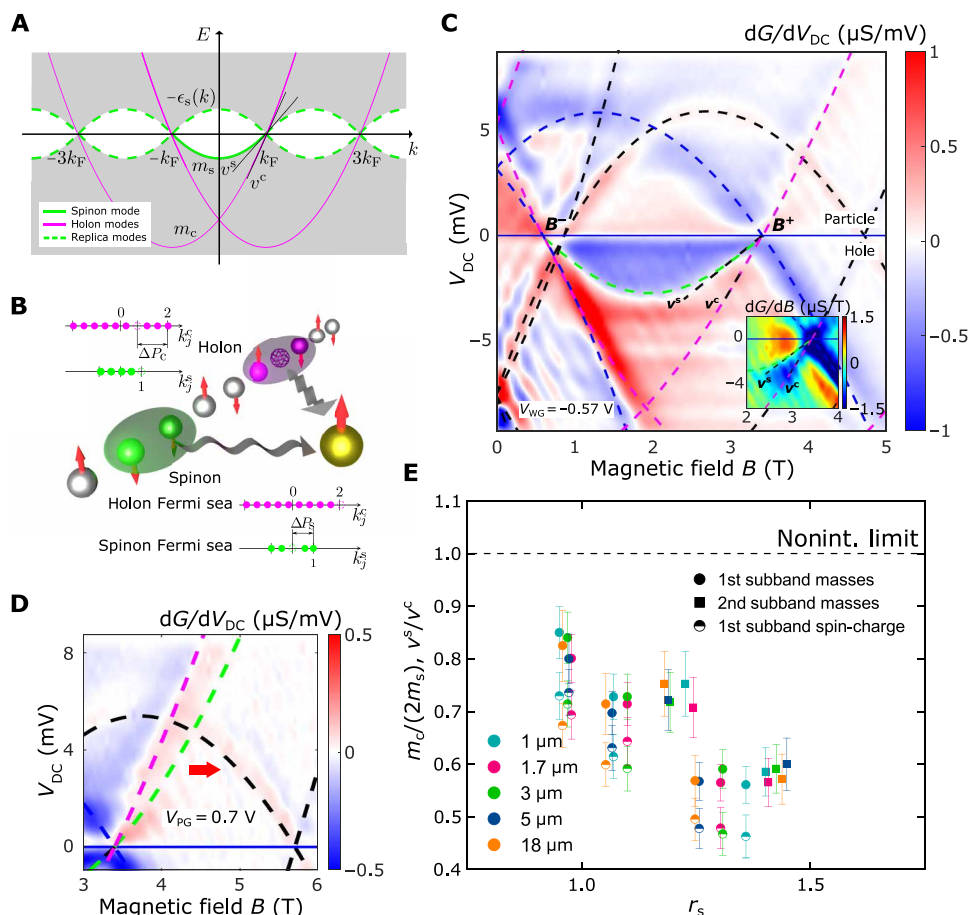 A
E
−ϵs(k)
k
−3kF
−kF
ms
vs
kF
vc
3kF
mc
Spinon mode
Holon modes
Replica modes
B
0
2
kjc
ΔPc
kjs
1
Holon
Spinon
Holon Fermi sea
0
2
kjc
ΔPs
Spinon Fermi sea
1
kjs
C
dG/dVDC (µS/mV)
VDC (mV)
5
0
−5
B−
B+
Particle
Hole
vs
vc
VWG = −0.57 V
dG/dB (µS/T)
0
−2
−4
vs
vc
2
3
4
1.5
−1.5
0 1 2 3 4 5
Magnetic field B (T)
1
0.5
0
−0.5
−1
D
dG/dVDC (µS/mV)
VDC (mV)
8
4
0
VPG = 0.7 V
3 4 5 6
Magnetic field B (T)
0.5
0
−0.5
E
mc/(2ms), vs/vc
1.1
1.0
0.9
0.8
0.7
0.6
0.5
0.4
Nonint. limit
1st subband masses
2nd subband masses
1st subband spin-charge
1 µm
1.7 µm
3 µm
5 µm
18 µm
1.0
1.5
rs